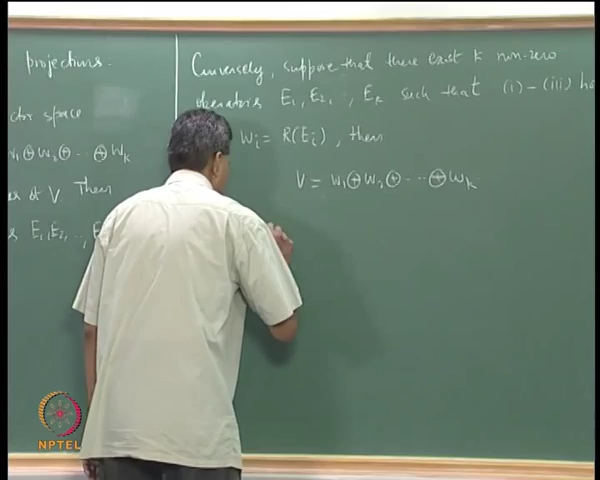 projections.
ctor space
W₁ ⊕ W₂ ⊕ ... ⊕ Wₖ
of V Then
E₁, E₂, ...,
Conversely, suppose that there exist k non-zero
operators E₁, E₂, .., Eₖ such that (i) - (iii) ho
Wᵢ = R(Eᵢ), then
V = W₁ ⊕ W₂ ⊕ ... ⊕ Wₖ.
NPTEL